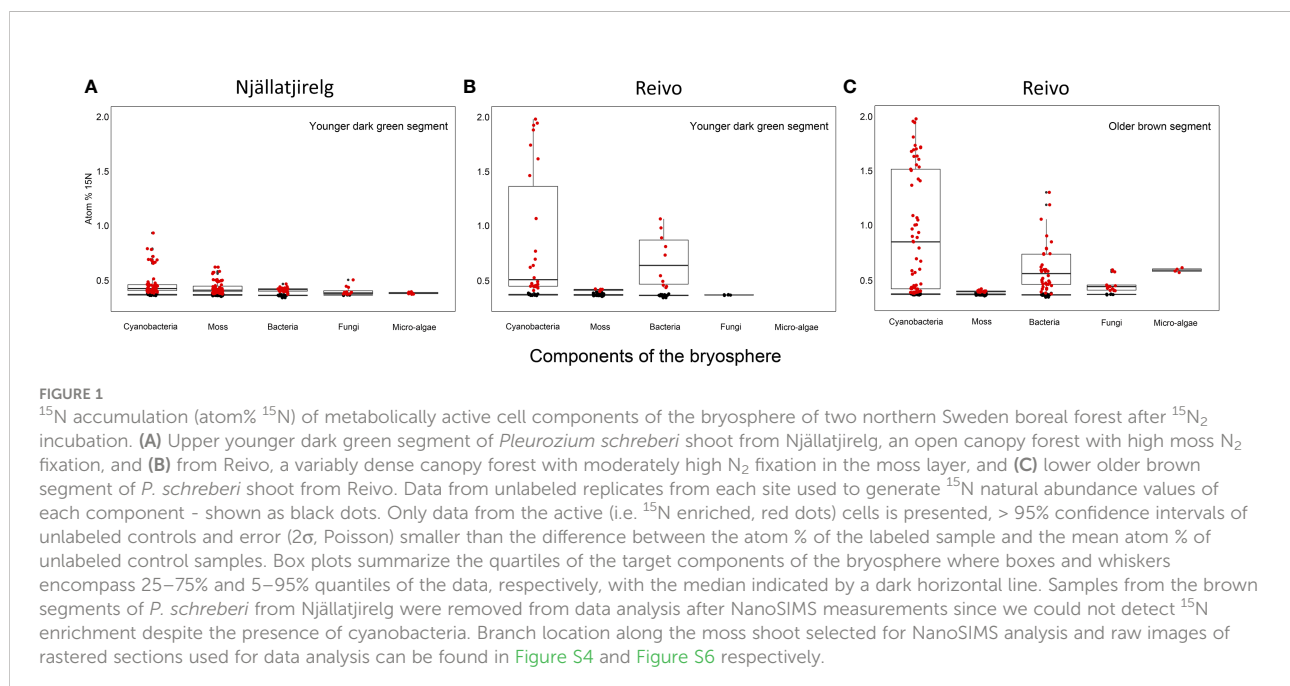 A
Njällatjirelg
Younger dark green segment
Atom % 15N
2.0
1.5
1.0
0.5
Cyanobacteria
Moss
Bacteria
Fungi
Micro-algae
B
Reivo
Younger dark green segment
2.0
1.5
1.0
0.5
Cyanobacteria
Moss
Bacteria
Fungi
Micro-algae
C
Reivo
Older brown segment
2.0
1.5
1.0
0.5
Cyanobacteria
Moss
Bacteria
Fungi
Micro-algae
Components of the bryosphere
FIGURE 1
¹⁵N accumulation (atom% ¹⁵N) of metabolically active cell components of the bryosphere of two northern Sweden boreal forest after ¹⁵N₂
incubation. (A) Upper younger dark green segment of Pleurozium schreberi shoot from Njällatjirelg, an open canopy forest with high moss N₂
fixation, and (B) from Reivo, a variably dense canopy forest with moderately high N₂ fixation in the moss layer, and (C) lower older brown
segment of P. schreberi shoot from Reivo. Data from unlabeled replicates from each site used to generate ¹⁵N natural abundance values of
each component - shown as black dots. Only data from the active (i.e. ¹⁵N enriched, red dots) cells is presented, > 95% confidence intervals of
unlabeled controls and error (2σ, Poisson) smaller than the difference between the atom % of the labeled sample and the mean atom % of
unlabeled control samples. Box plots summarize the quartiles of the target components of the bryosphere where boxes and whiskers
encompass 25–75% and 5–95% quantiles of the data, respectively, with the median indicated by a dark horizontal line. Samples from the brown
segments of P. schreberi from Njällatjirelg were removed from data analysis after NanoSIMS measurements since we could not detect ¹⁵N
enrichment despite the presence of cyanobacteria. Branch location along the moss shoot selected for NanoSIMS analysis and raw images of
rastered sections used for data analysis can be found in Figure S4 and Figure S6 respectively.